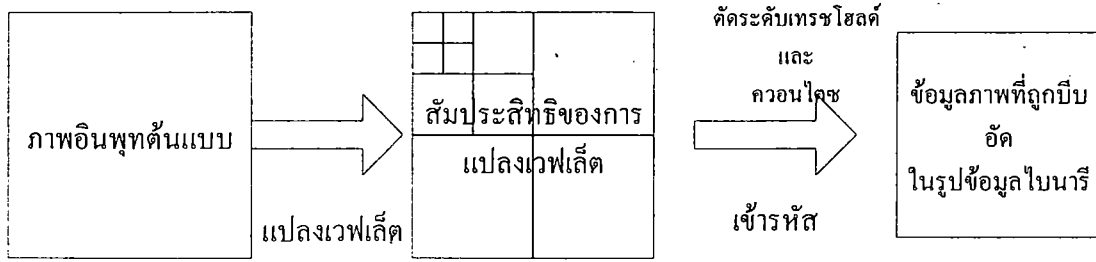 ภาพอินพุทต้นแบบ
แปลงเวฟเล็ต
สัมประสิทธิของการ
แปลงเวฟเล็ต
ตัดระดับเทรชโฮลด์
และ
ควอนไตซ
เข้ารหัส
ข้อมูลภาพที่ถูกบีบ
อัด
ในรูปข้อมูลไบนารี